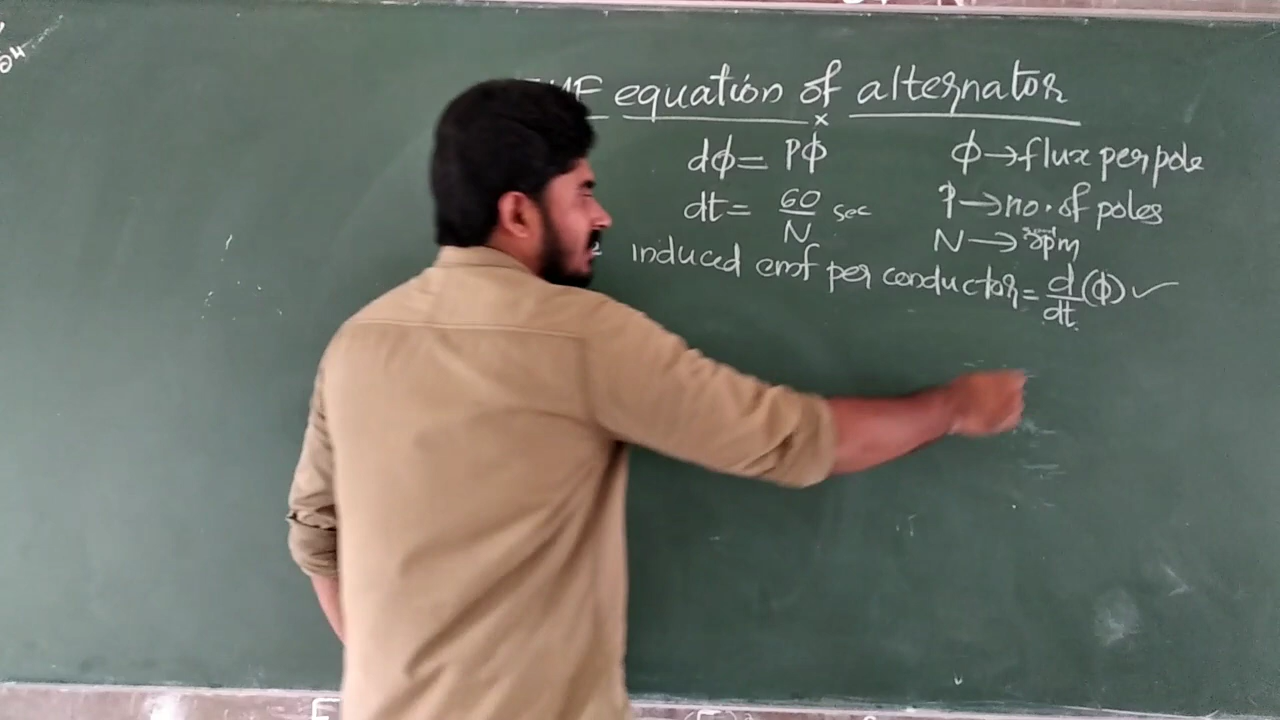 EMF equation of alternator
dϕ = Pϕ
ϕ → flux per pole
dt = 60/N sec
P → no. of poles
N → rpm
induced emf per conductor = d/dt (ϕ) ✓